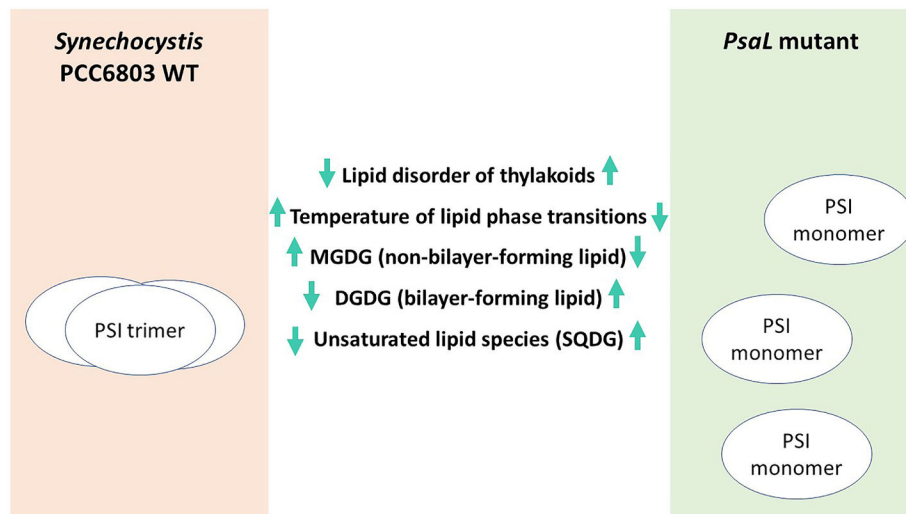 Synechocystis
PCC6803 WT
PsaL mutant
Lipid disorder of thylakoids
Temperature of lipid phase transitions
MGDG (non-bilayer-forming lipid)
DGDG (bilayer-forming lipid)
Unsaturated lipid species (SQDG)
PSI trimer
PSI
monomer
PSI
monomer
PSI
monomer